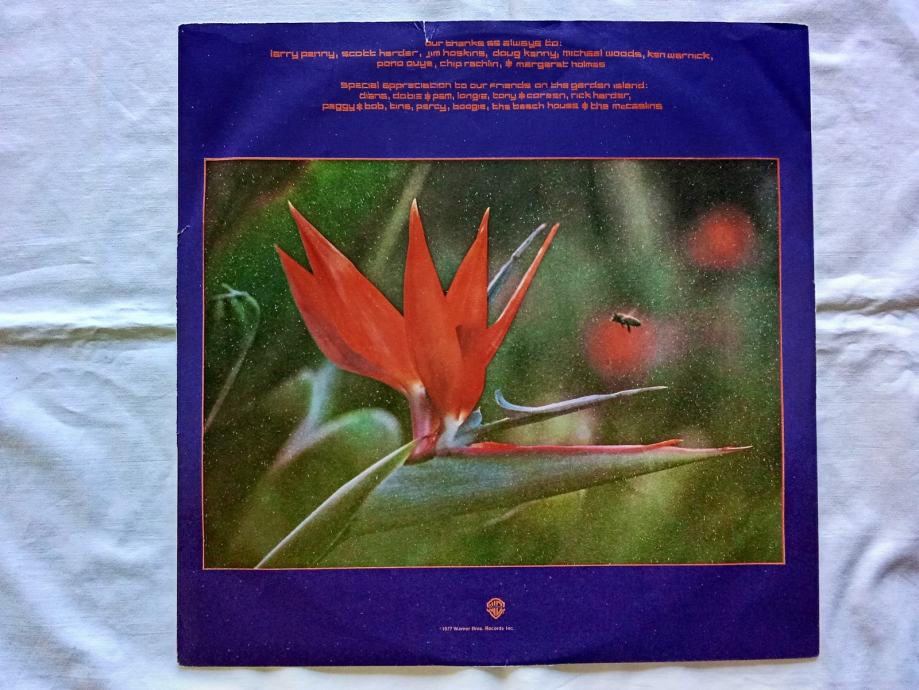 our thanks as always to:
larry penny, scott harder, jim hoskins, doug kenny, michael woods, ken warnick,
pono guys, chip rachlin, & margaret holmes
special appreciation to our friends on the garden island:
diane, dobie & pam, longie, tony & coreen, rick harder,
peggy & bob, tina, percy, boogie, the beach house & the mccaslins
1977 Warner Bros. Records Inc.